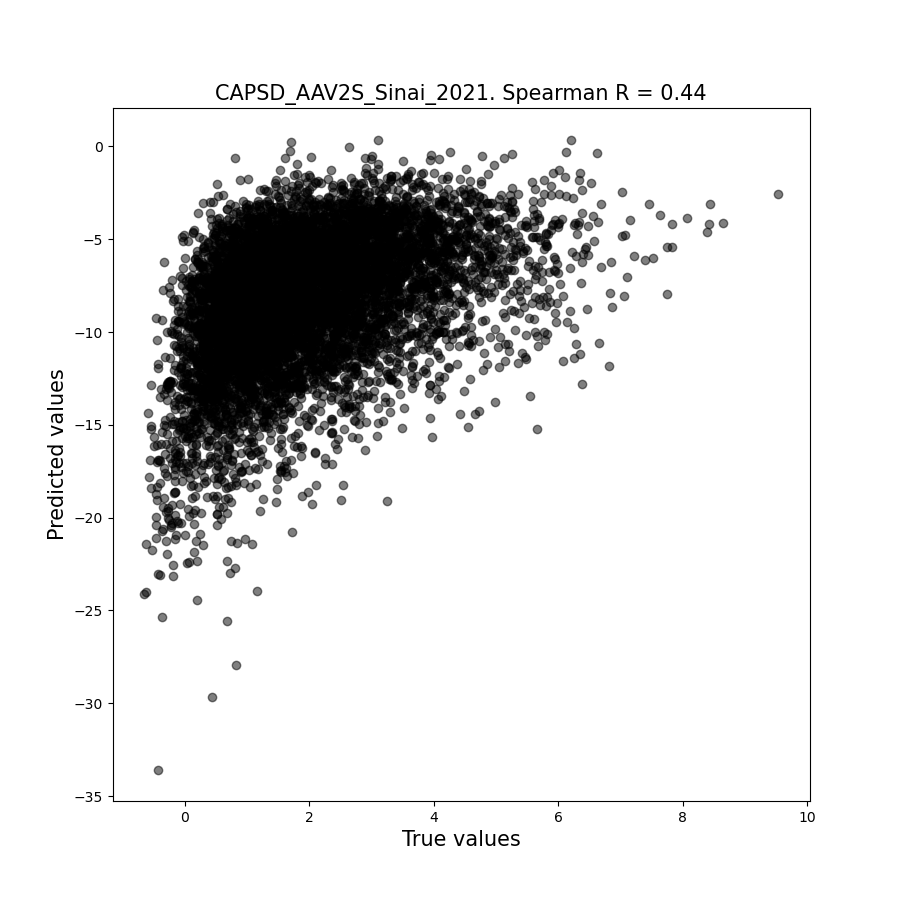 CAPSD_AAV2S_Sinai_2021. Spearman R = 0.44
Predicted values
0
−5
−10
−15
−20
−25
−30
−35
0 2 4 6 8 10
True values